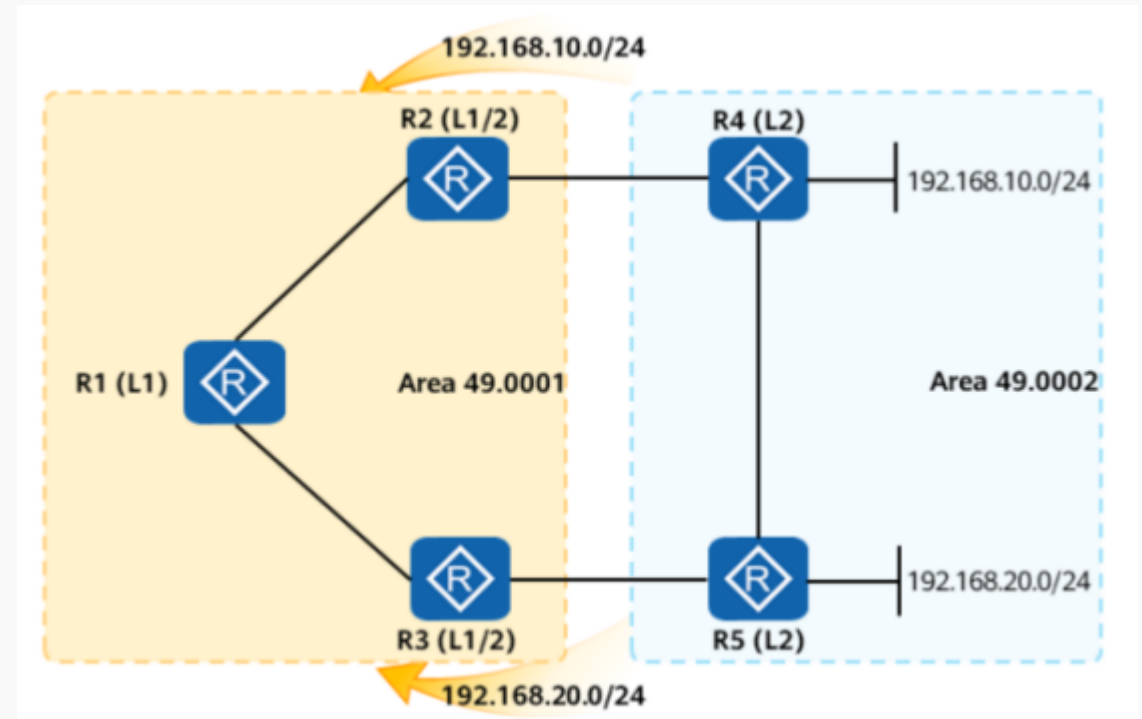 192.168.10.0/24
R2 (L1/2)
R4 (L2)
R
R
192.168.10.0/24
R1 (L1)
R
Area 49.0001
Area 49.0002
R
R
192.168.20.0/24
R3 (L1/2)
R5 (L2)
192.168.20.0/24